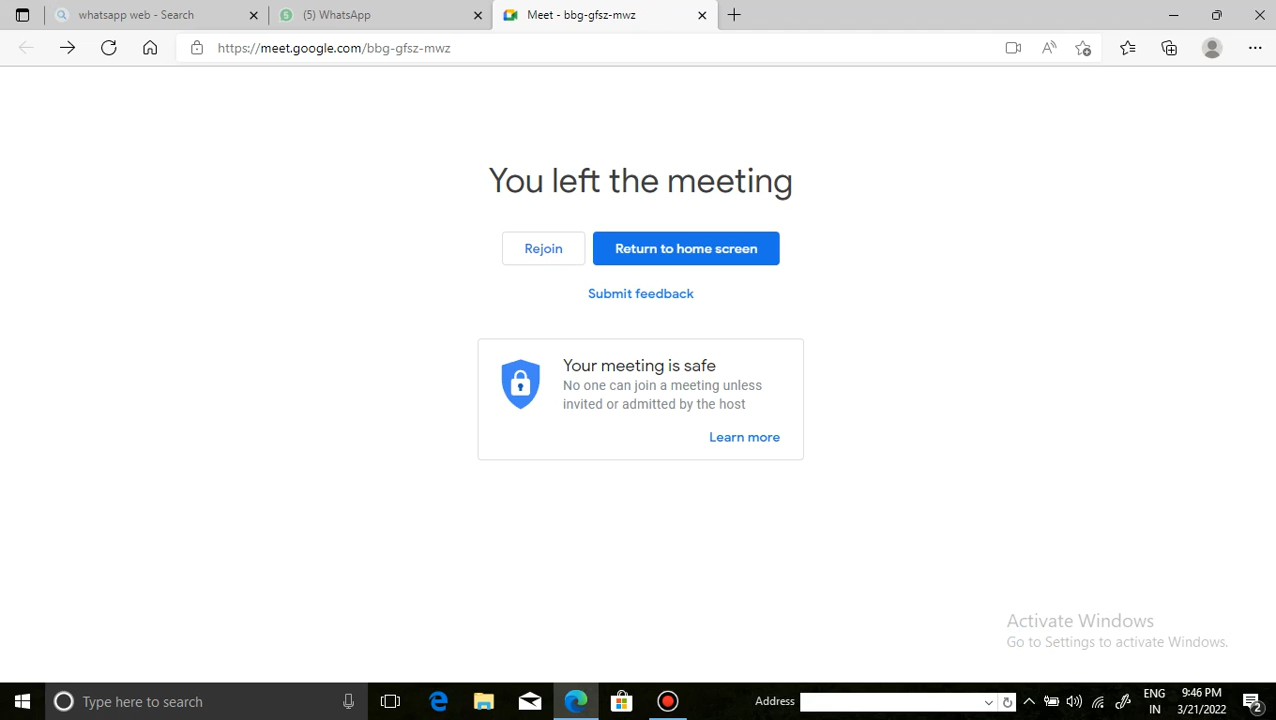 whatsapp web - Search
(5) WhatsApp
Meet - bbg-gfsz-mwz
https://meet.google.com/bbg-gfsz-mwz
You left the meeting
Rejoin
Return to home screen
Submit feedback
Your meeting is safe
No one can join a meeting unless
invited or admitted by the host
Learn more
Activate Windows
Go to Settings to activate Windows.
Type here to search
Address
ENG
IN
9:46 PM
3/21/2022
2